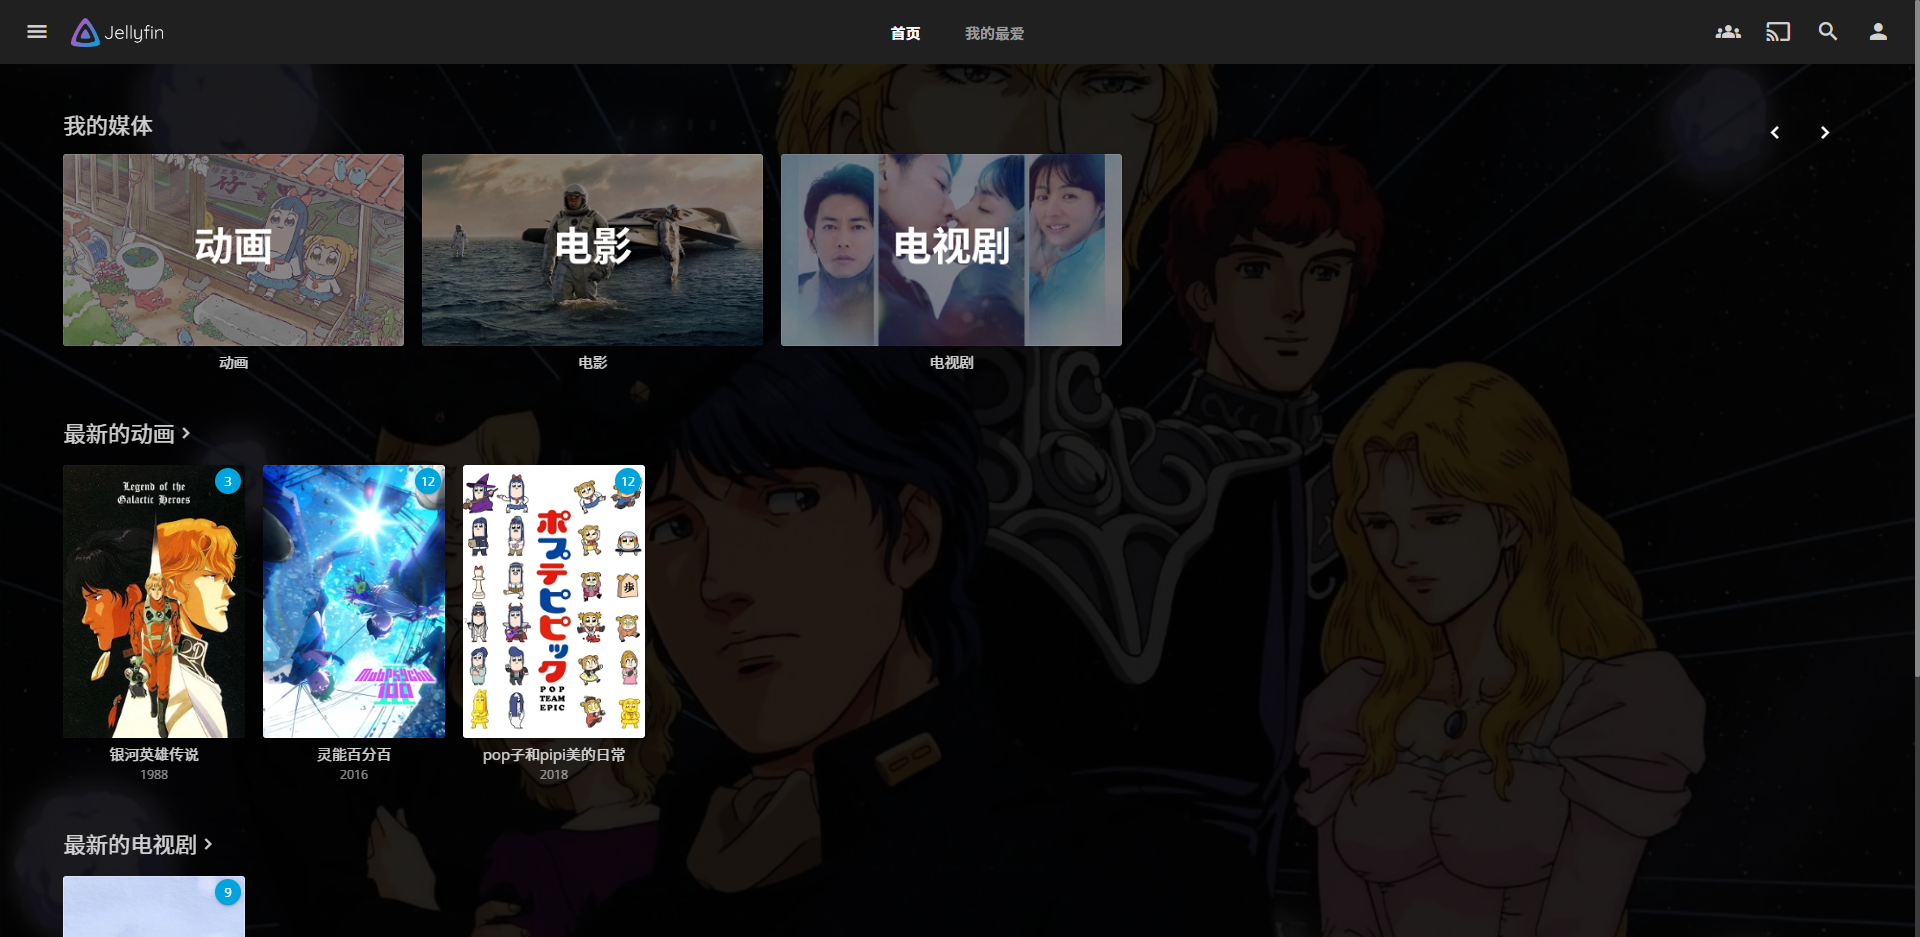 Jellyfin
首页
我的最爱
我的媒体
动画
电影
电视剧
动画
电影
电视剧
最新的动画
Legend of the
Galactic Heroes
3
12
MobPsycho
100
12
ポプテピピック
POP
TEAM
EPIC
歩
银河英雄传说
1988
灵能百分百
2016
pop子和pipi美的日常
2018
最新的电视剧
9